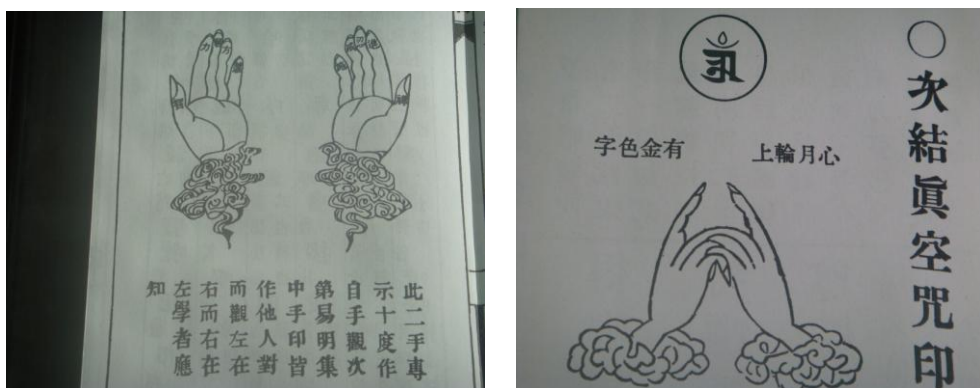 此二手專
示十度作
自手觀次
第易明集
中手印皆
作他人對
而觀左在
右而右在
左學者應
知
○次結眞空咒印
心月輪上
有金色字